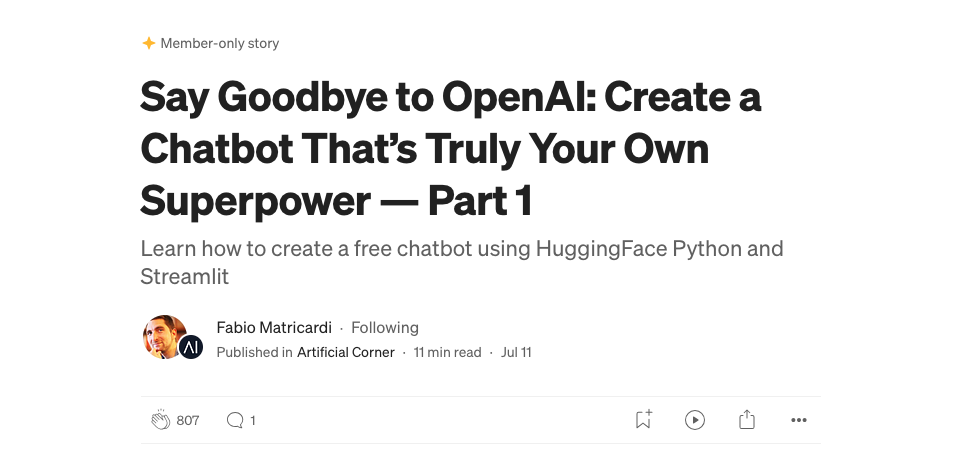 Member-only story
Say Goodbye to OpenAI: Create a
Chatbot That’s Truly Your Own
Superpower — Part 1
Learn how to create a free chatbot using HuggingFace Python and
Streamlit
Fabio Matricardi · Following
AI
Published in Artificial Corner · 11 min read · Jul 11
807 1